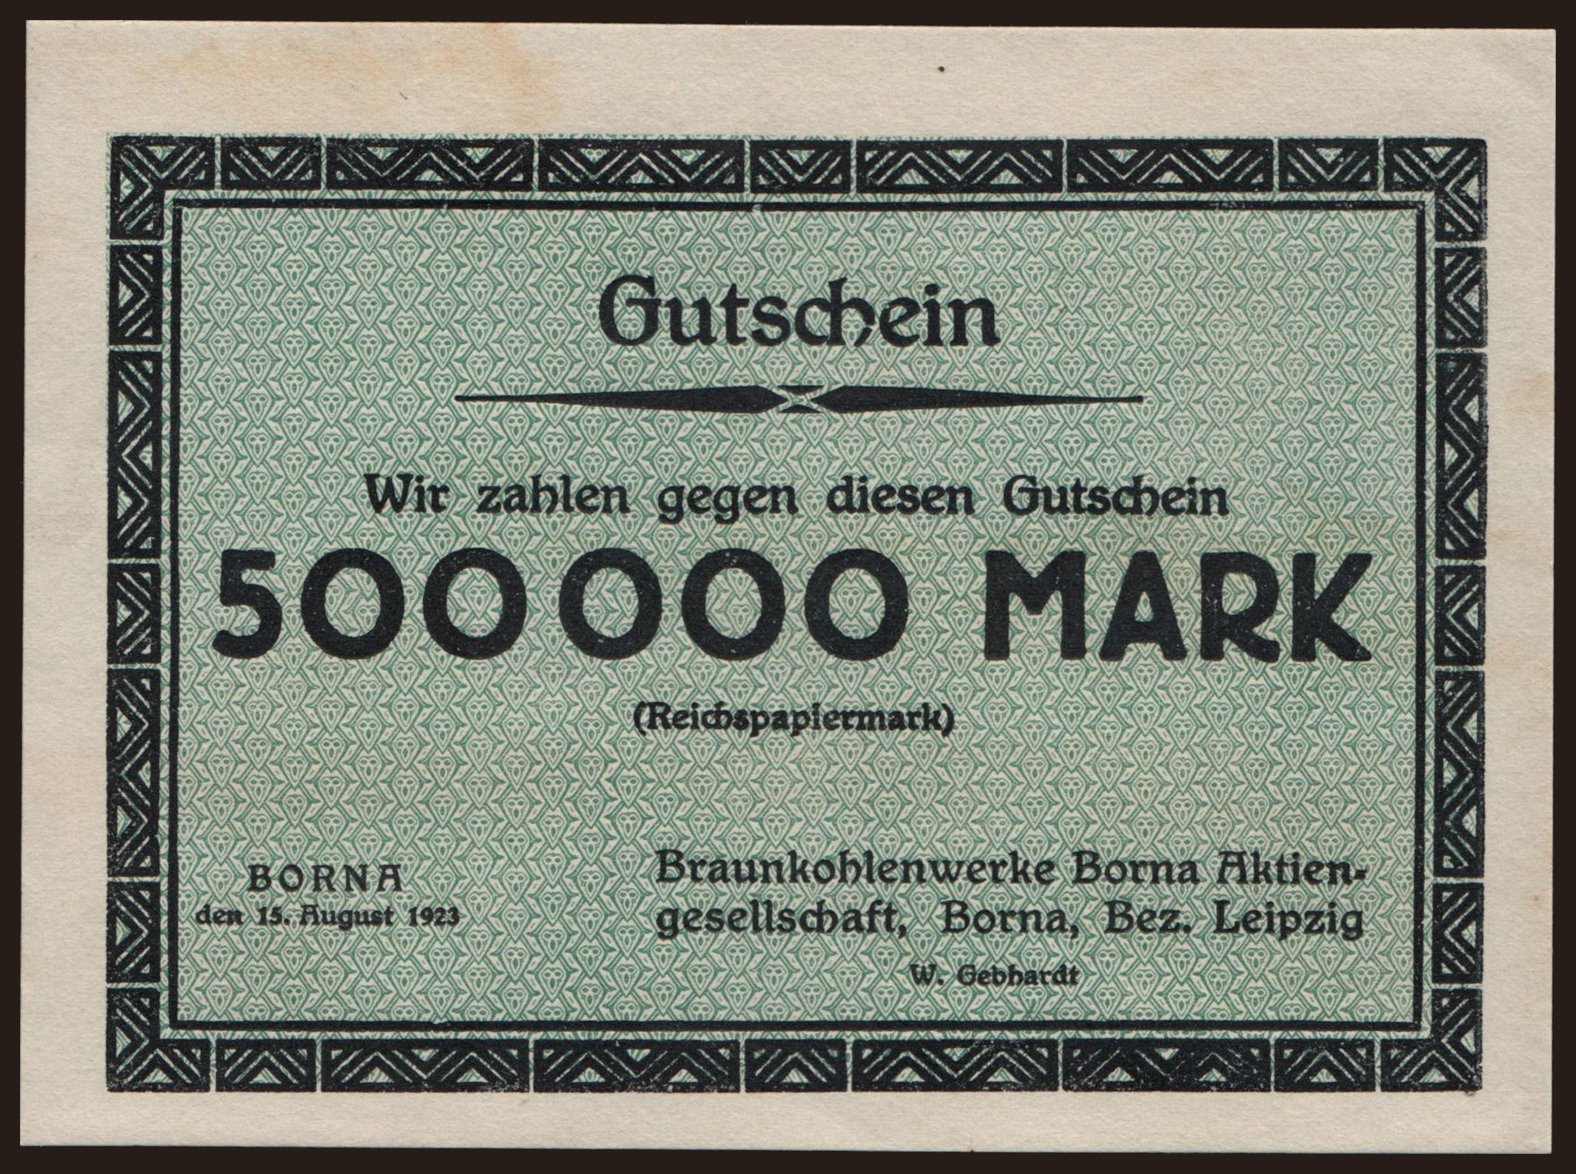 Gutschein
Wir zahlen gegen diesen Gutschein
500000 MARK
(Reichspapiermark)
BORNA
den 15. August 1923
Braunkohlenwerke Borna Aktien-
gesellschaft, Borna, Bez. Leipzig
W. Gebhardt